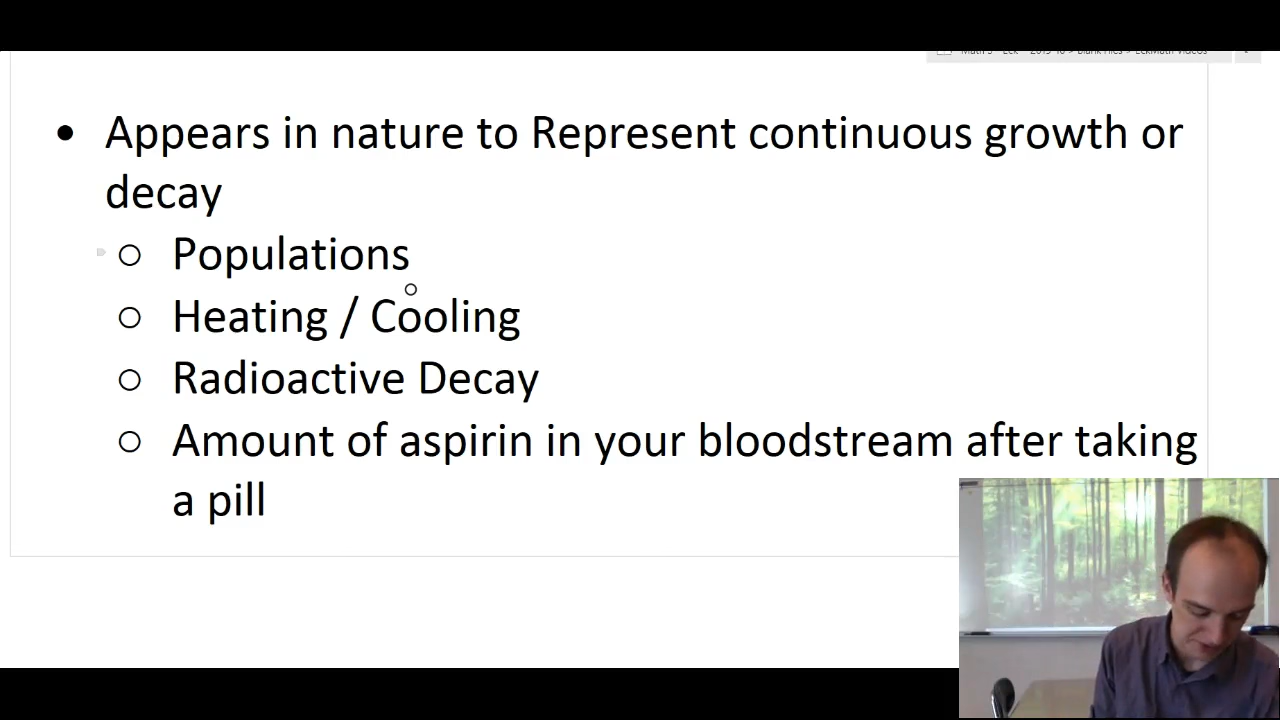 • Appears in nature to Represent continuous growth or
decay
○ Populations
○ Heating / Cooling
○ Radioactive Decay
○ Amount of aspirin in your bloodstream after taking
a pill